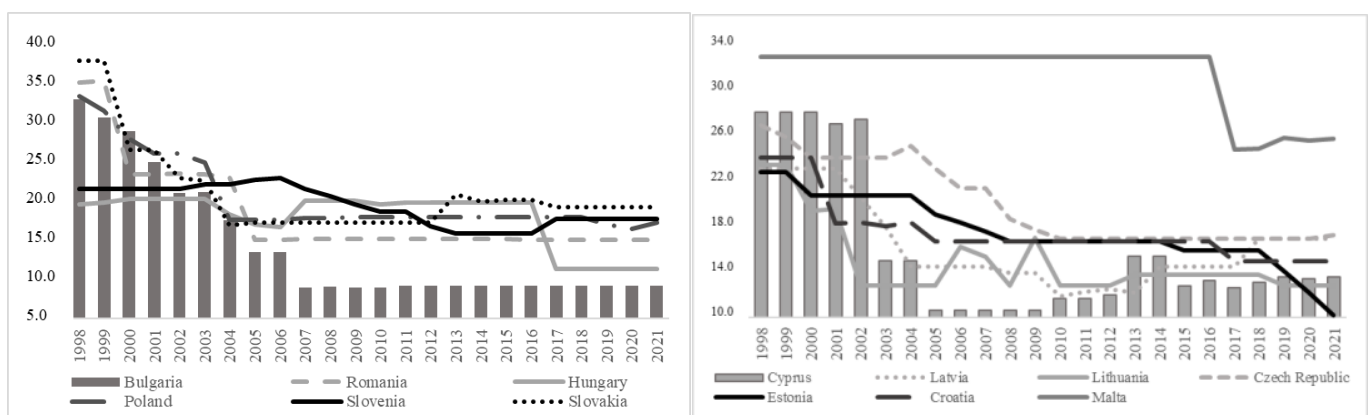 40.0
35.0
30.0
25.0
20.0
15.0
10.0
5.0
1998 1999 2000 2001 2002 2003 2004 2005 2006 2007 2008 2009 2010 2011 2012 2013 2014 2015 2016 2017 2018 2019 2020 2021
Bulgaria Romania Hungary
Poland Slovenia Slovakia
34.0
30.0
26.0
22.0
18.0
14.0
10.0
1998 1999 2000 2001 2002 2003 2004 2005 2006 2007 2008 2009 2010 2011 2012 2013 2014 2015 2016 2017 2018 2019 2020 2021
Cyprus Latvia Lithuania Czech Republic
Estonia Croatia Malta